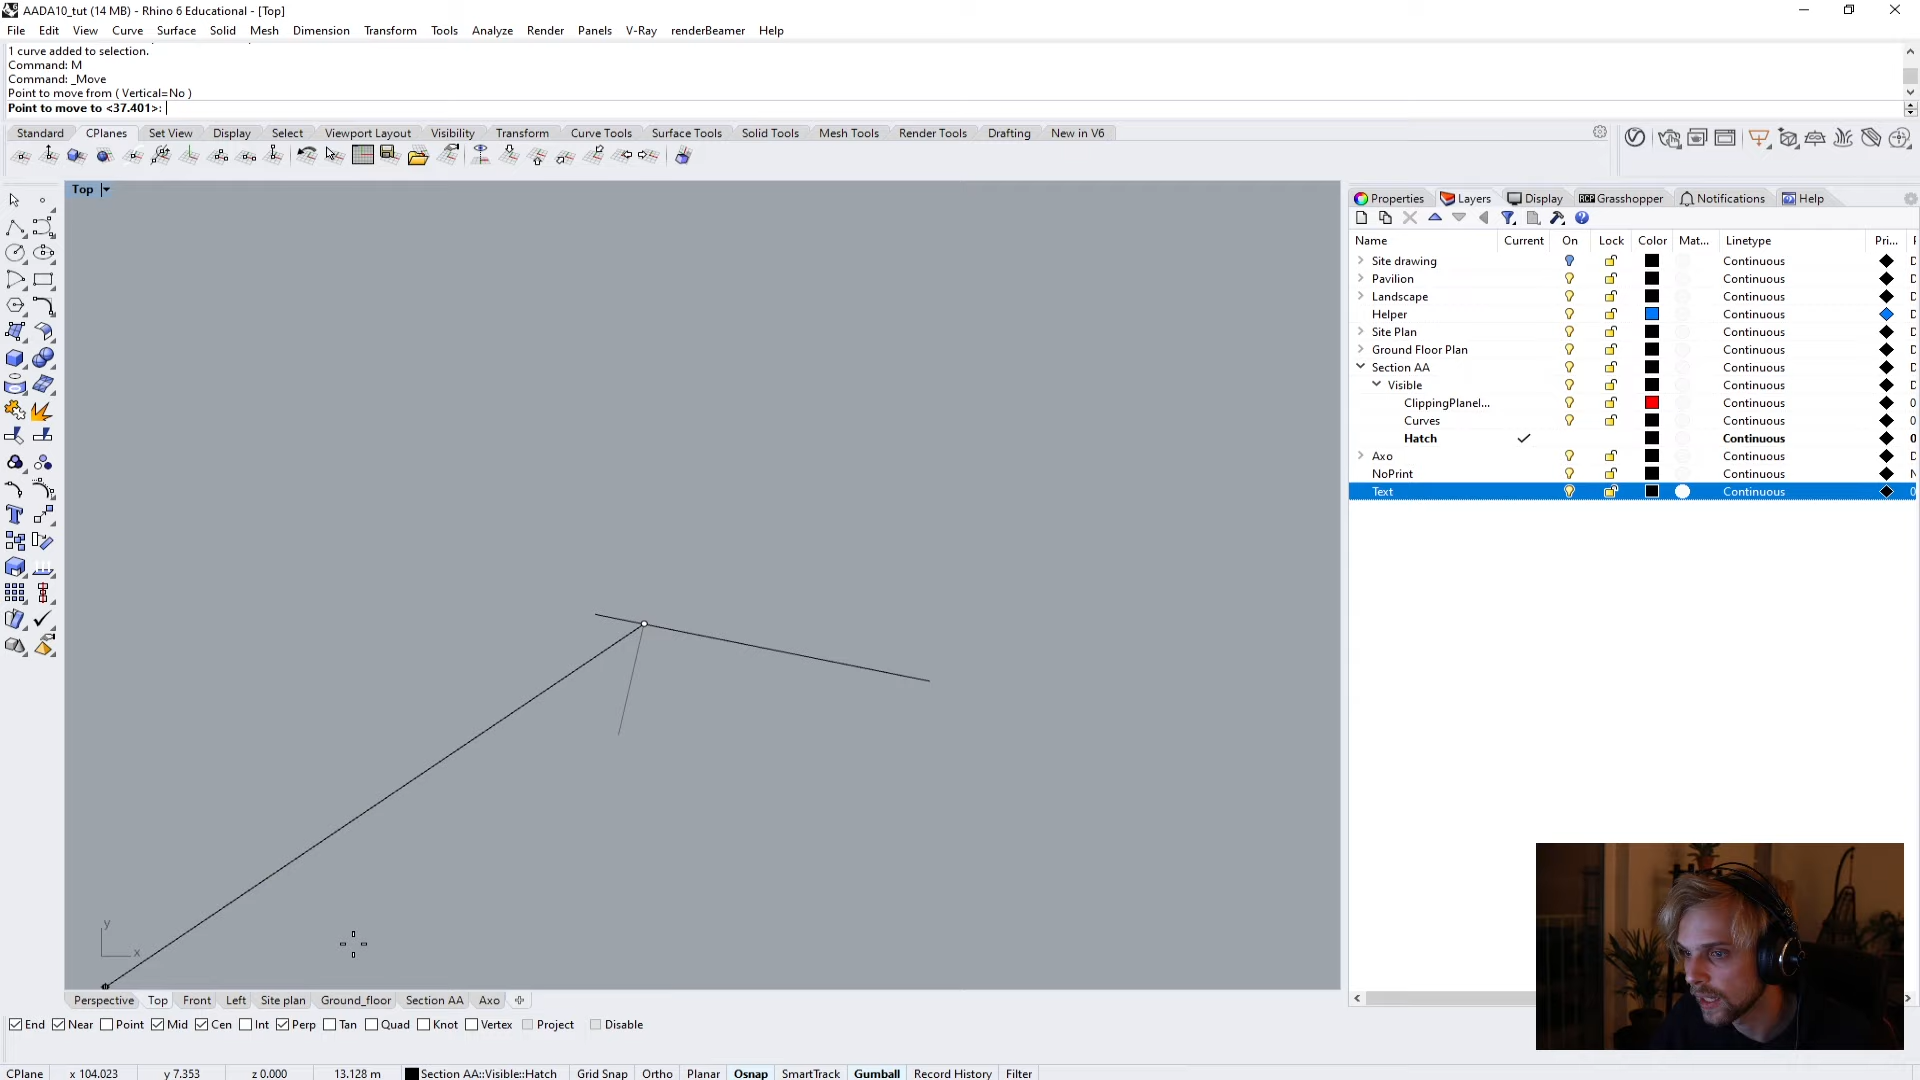 AADA10_tut (14 MB) - Rhino 6 Educational - [Top]
File Edit View Curve Surface Solid Mesh Dimension Transform Tools Analyze Render Panels V-Ray renderBeamer Help
1 curve added to selection.
Command: M
Command: _Move
Point to move from ( Vertical=No )
Point to move to <37.401>:
Standard CPlanes Set View Display Select Viewport Layout Visibility Transform Curve Tools Surface Tools Solid Tools Mesh Tools Render Tools Drafting New in V6
Top
Properties Layers Display Grasshopper Notifications Help
Name Current On Lock Color Mat... Linetype Pri...
Site drawing Continuous
Pavilion Continuous
Landscape Continuous
Helper Continuous
Site Plan Continuous
Ground Floor Plan Continuous
Section AA Continuous
Visible Continuous
ClippingPlanel... Continuous
Curves Continuous
Hatch Continuous
Axo Continuous
NoPrint Continuous
Text Continuous
y
x
Perspective Top Front Left Site plan Ground_floor Section AA Axo
End Near Point Mid Cen Int Perp Tan Quad Knot Vertex Project Disable
CPlane x 104.023 y 7.353 z 0.000 13.128 m Section AA::Visible::Hatch Grid Snap Ortho Planar Osnap SmartTrack Gumball Record History Filter